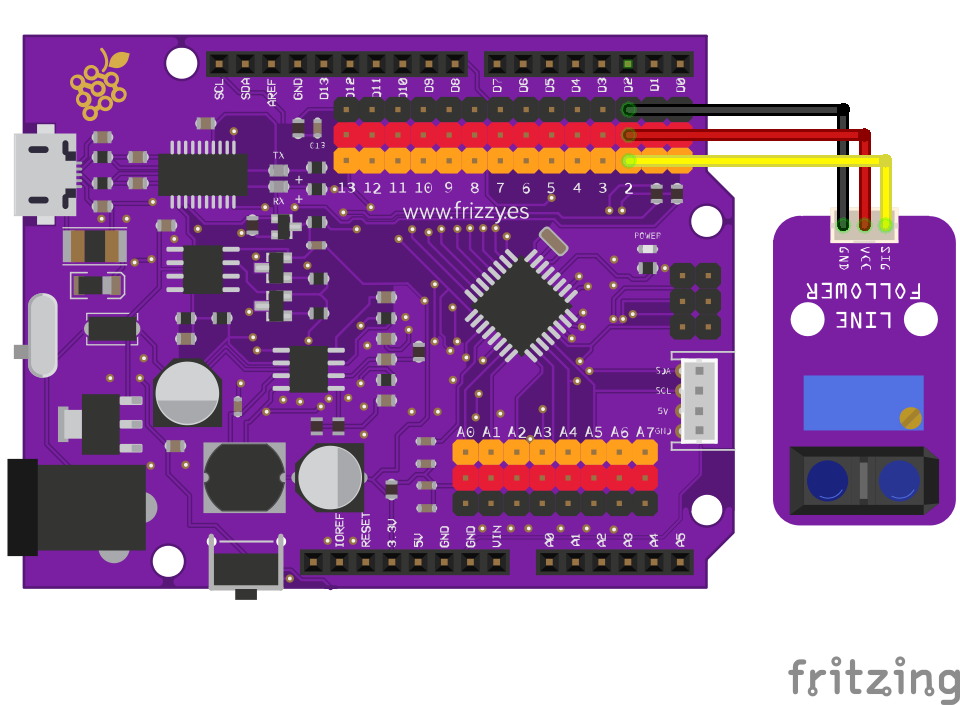 SCL SDA AREF GND D13 D12 D11 D10 D9 D8 D7 D6 D5 D4 D3 D2 D1 D0
L13
TX
RX
+
+
13 12 11 10 9 8 7 6 5 4 3 2
www.frizzy.es
POWER
GND VCC SIG
LINE
FOLLOWER
SDA
SCL
5V
GND
A0 A1 A2 A3 A4 A5 A6 A7
IOREF RESET 3.3V 5V GND GND VIN A0 A1 A2 A3 A4 A5
fritzing